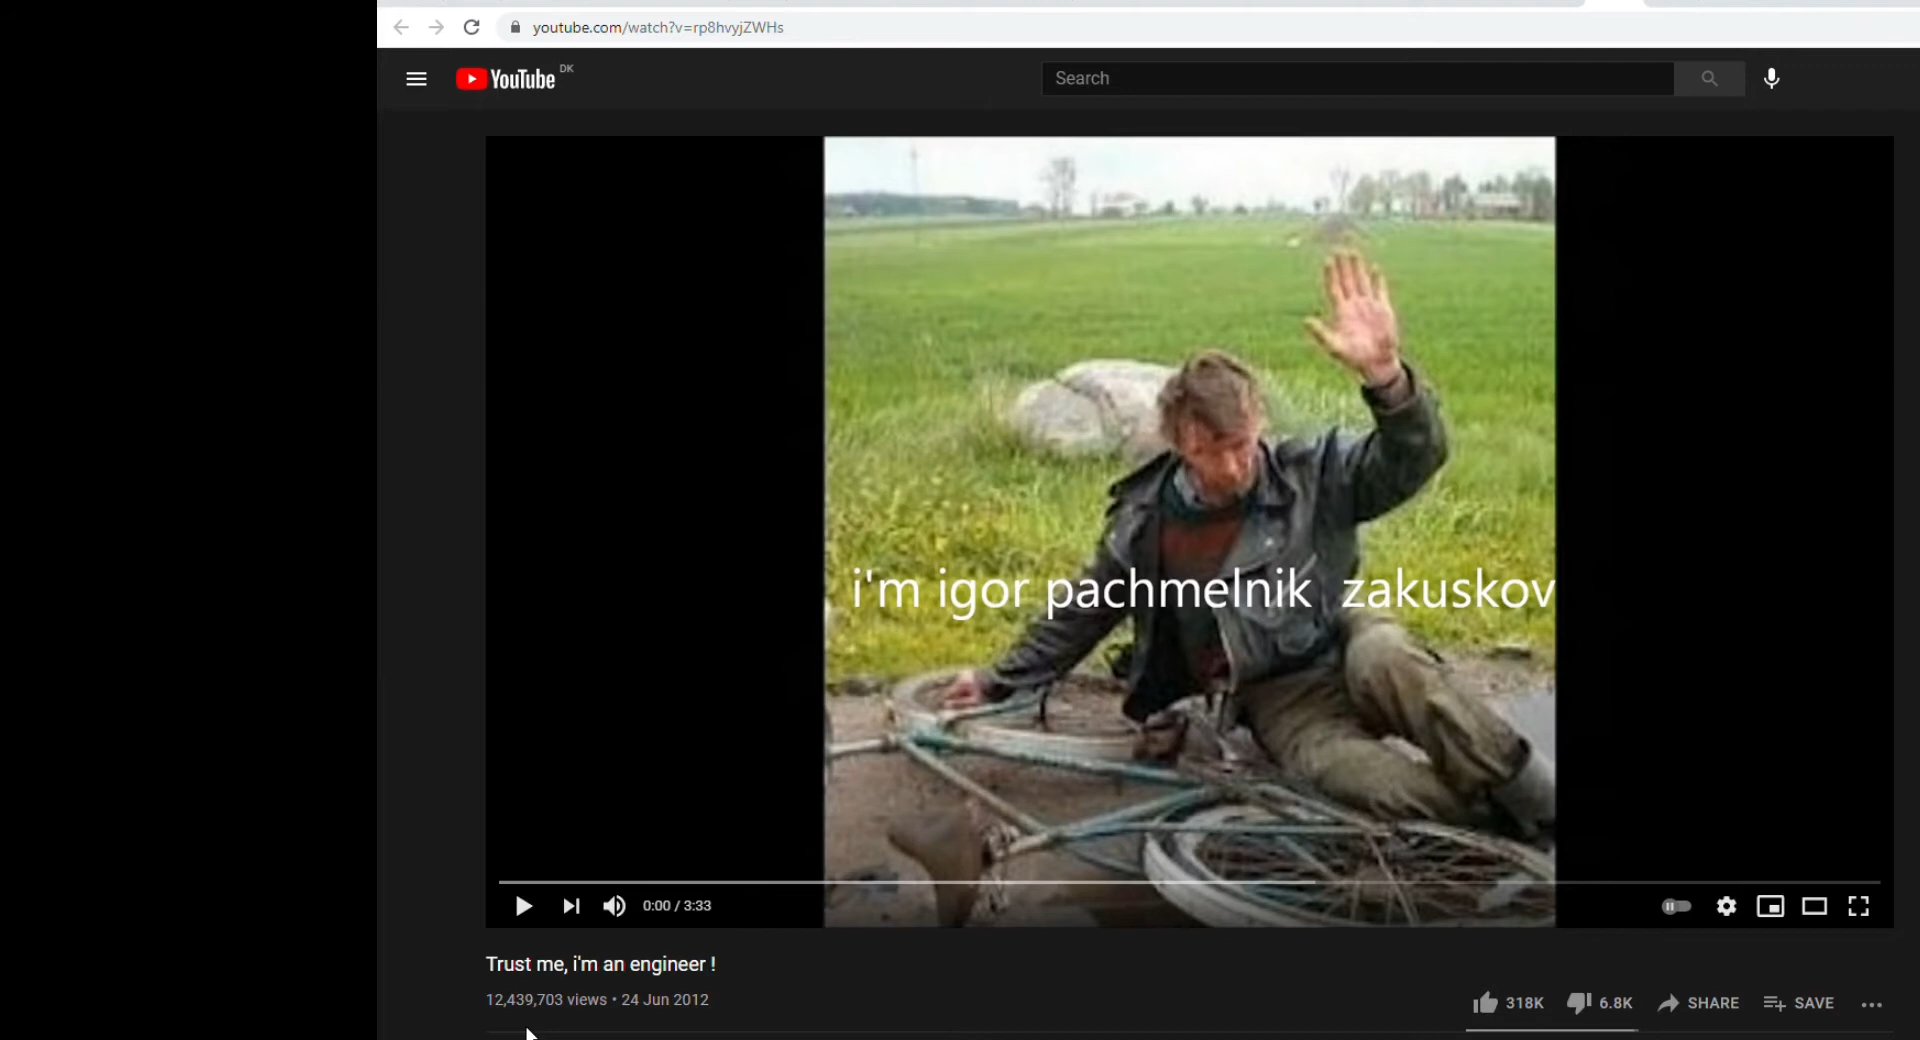 youtube.com/watch?v=rp8hvyjZWHs
YouTube DK
Search
i'm igor pachmelnik zakuskov
0:00 / 3:33
Trust me, i'm an engineer !
12,439,703 views • 24 Jun 2012
318K 6.8K SHARE SAVE